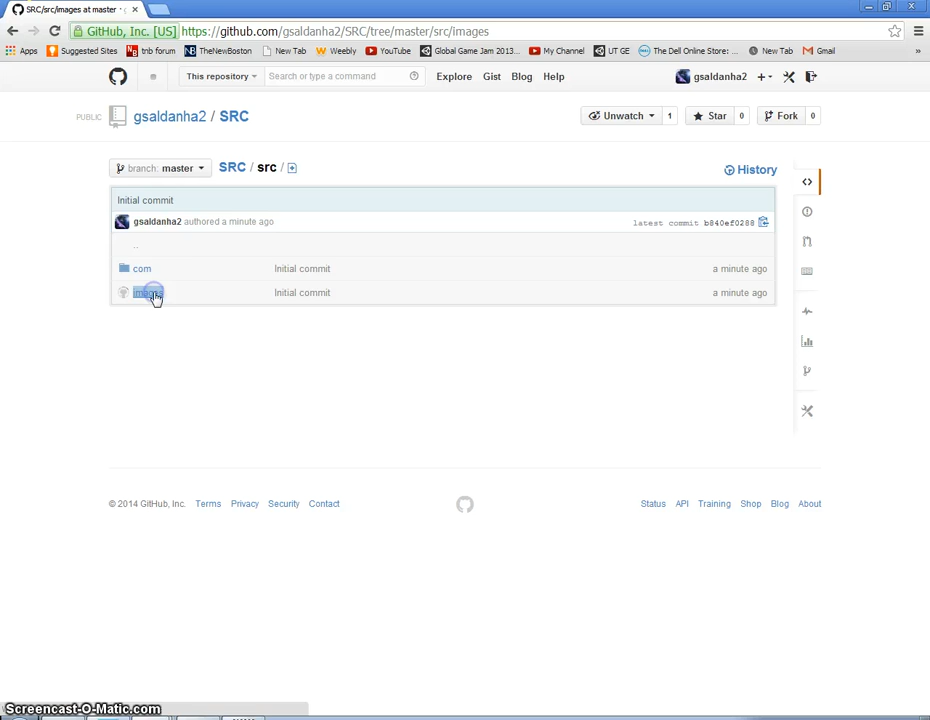 SRC/src/images at master ·
GitHub, Inc. [US] https://github.com/gsaldanha2/SRC/tree/master/src/images
Apps Suggested Sites tnb forum TheNewBoston New Tab Weebly YouTube Global Game Jam 2013... My Channel UT GE The Dell Online Store: ... New Tab Gmail »
This repository Search or type a command Explore Gist Blog Help gsaldanha2
PUBLIC gsaldanha2 / SRC Unwatch 1 Star 0 Fork 0
branch: master SRC / src / History
Initial commit
gsaldanha2 authored a minute ago latest commit b840ef0288
..
com Initial commit a minute ago
images Initial commit a minute ago
© 2014 GitHub, Inc. Terms Privacy Security Contact Status API Training Shop Blog About
Screencast-O-Matic.com